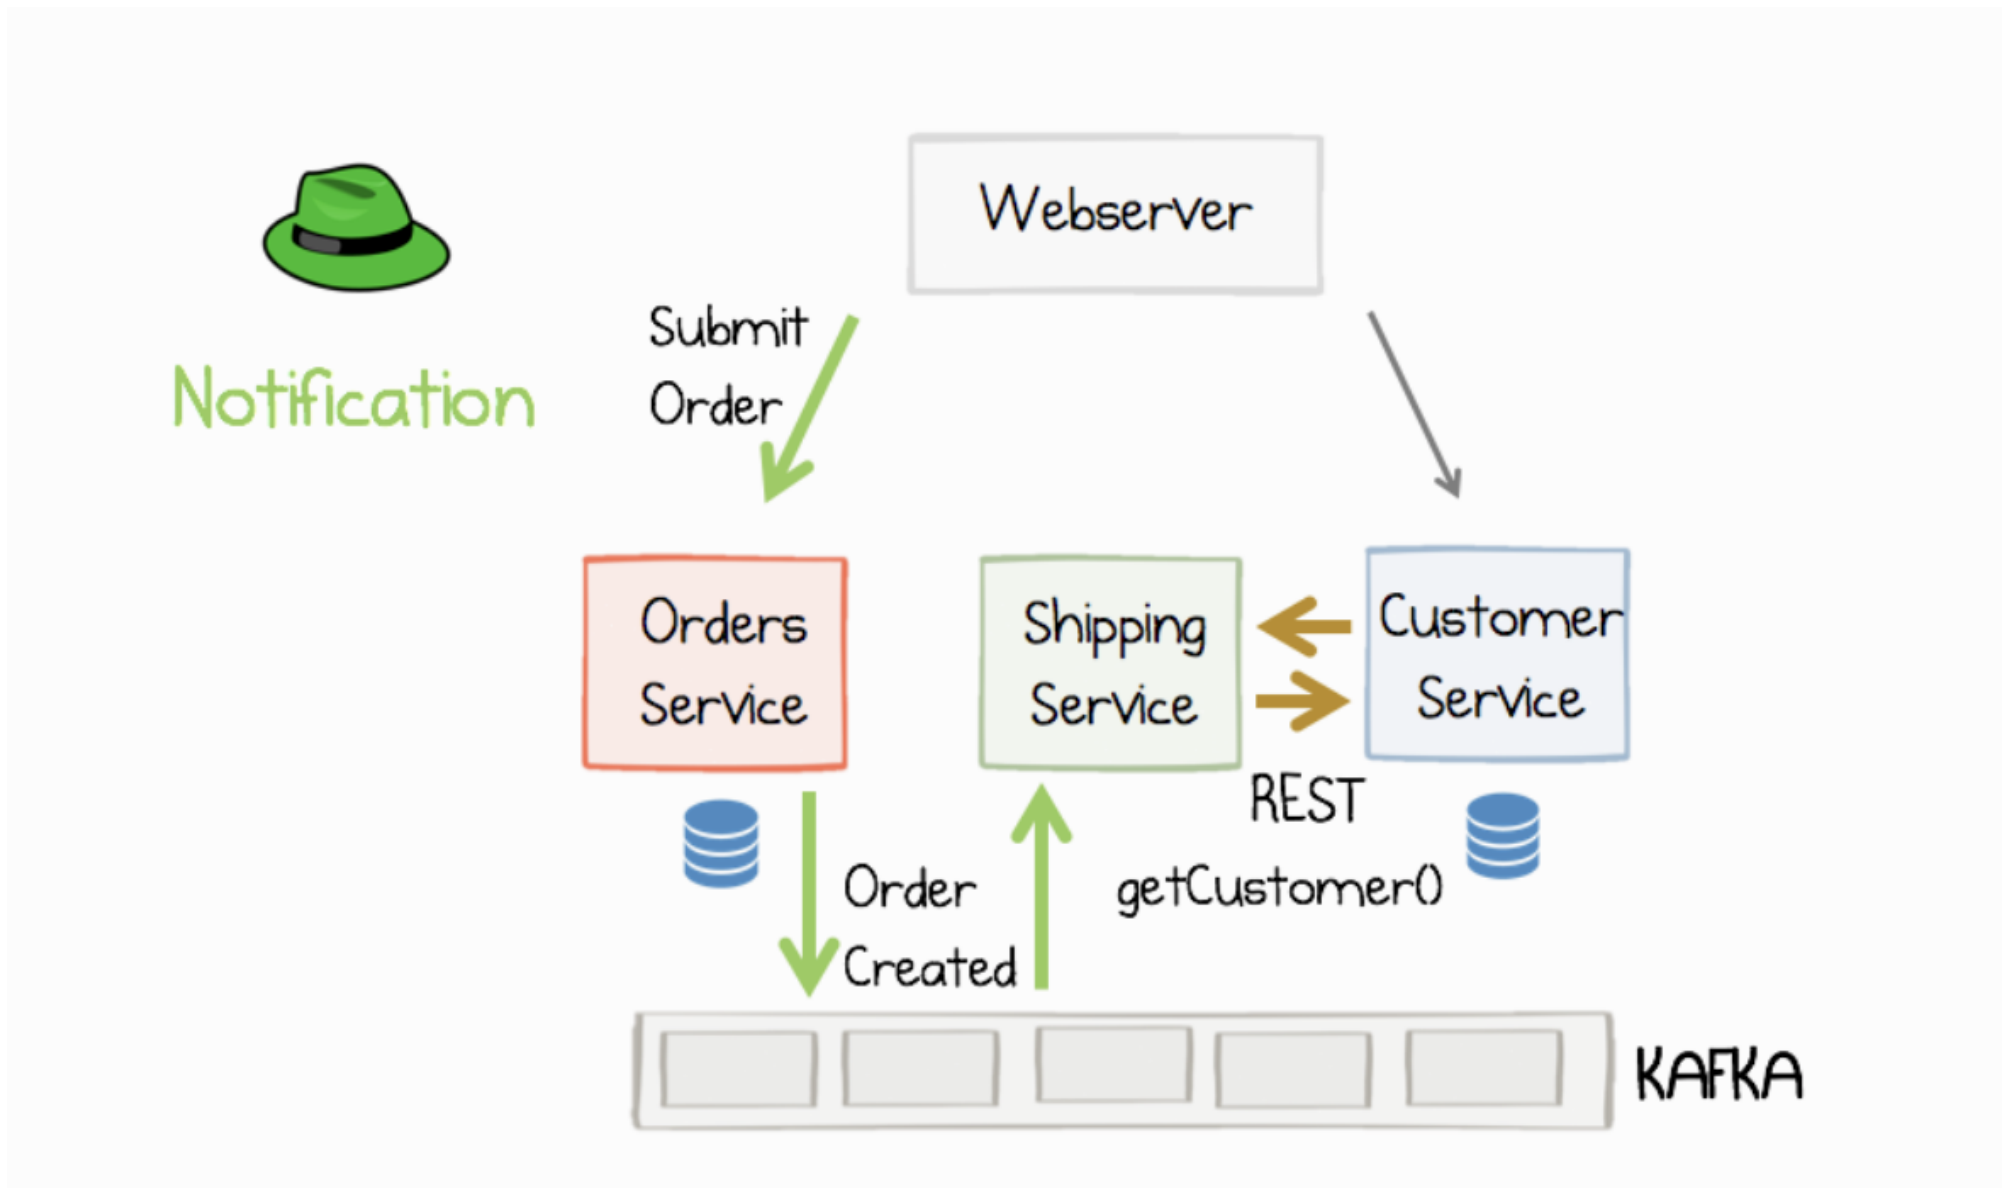 Webserver
Submit
Order
Notification
Orders
Service
Shipping
Service
Customer
Service
REST
getCustomer()
Order
Created
KAFKA